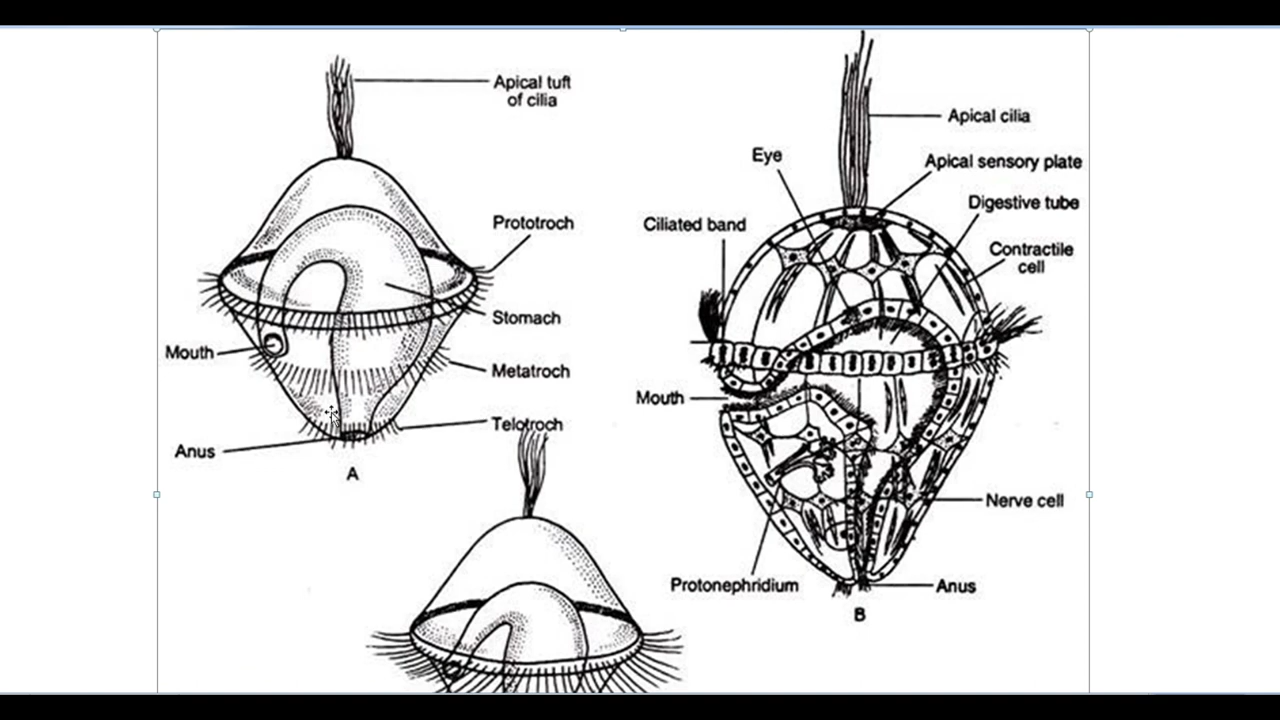 Apical tuft
of cilia
Prototroch
Stomach
Mouth
Metatroch
Telotroch
Anus
A
Apical cilia
Eye
Apical sensory plate
Digestive tube
Ciliated band
Contractile
cell
Mouth
Nerve cell
Protonephridium
Anus
B